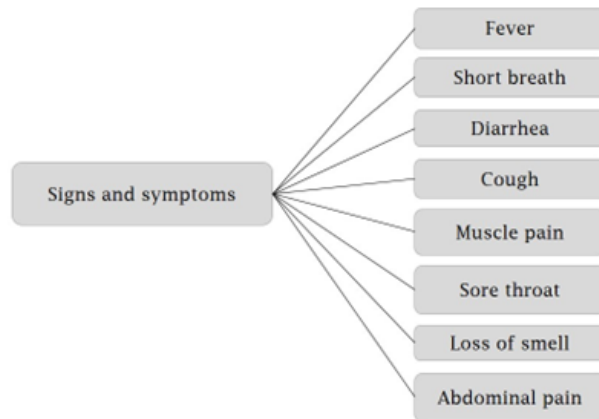 Fever
Short breath
Diarrhea
Signs and symptoms
Cough
Muscle pain
Sore throat
Loss of smell
Abdominal pain